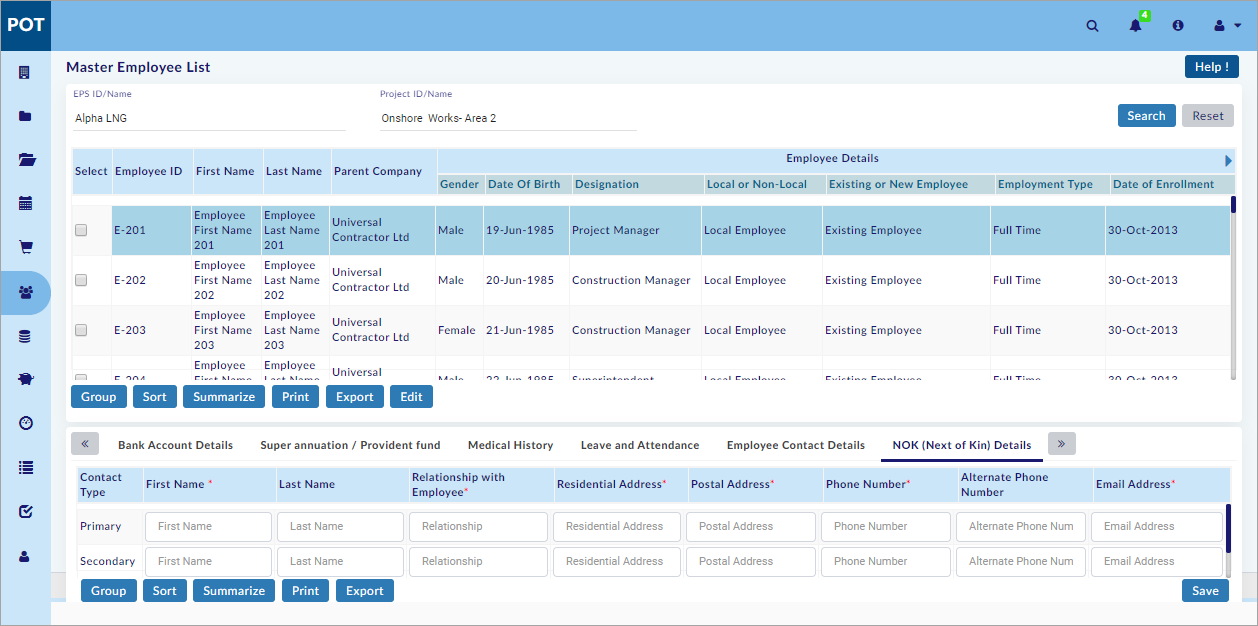 POT
4
Master Employee List
Help !
EPS ID/Name
Project ID/Name
Alpha LNG
Onshore Works- Area 2
Search
Reset
Select
Employee ID
First Name
Last Name
Parent Company
Employee Details
Gender
Date Of Birth
Designation
Local or Non-Local
Existing or New Employee
Employment Type
Date of Enrollment
E-201
Employee
First Name
201
Employee
Last Name
201
Universal
Contractor Ltd
Male
19-Jun-1985
Project Manager
Local Employee
Existing Employee
Full Time
30-Oct-2013
E-202
Employee
First Name
202
Employee
Last Name
202
Universal
Contractor Ltd
Male
20-Jun-1985
Construction Manager
Local Employee
Existing Employee
Full Time
30-Oct-2013
E-203
Employee
First Name
203
Employee
Last Name
203
Universal
Contractor Ltd
Female
21-Jun-1985
Construction Manager
Local Employee
Existing Employee
Full Time
30-Oct-2013
E-204
Employee
First Name
Employee
Last Name
Universal
Male
22-Jun-1985
Superintendent
Local Employee
Existing Employee
Full Time
30-Oct-2013
Group
Sort
Summarize
Print
Export
Edit
«
Bank Account Details
Super annuation / Provident fund
Medical History
Leave and Attendance
Employee Contact Details
NOK (Next of Kin) Details
»
Contact
Type
First Name *
Last Name
Relationship with
Employee*
Residential Address*
Postal Address*
Phone Number*
Alternate Phone
Number
Email Address*
Primary
First Name
Last Name
Relationship
Residential Address
Postal Address
Phone Number
Alternate Phone Num
Email Address
Secondary
First Name
Last Name
Relationship
Residential Address
Postal Address
Phone Number
Alternate Phone Num
Email Address
Group
Sort
Summarize
Print
Export
Save